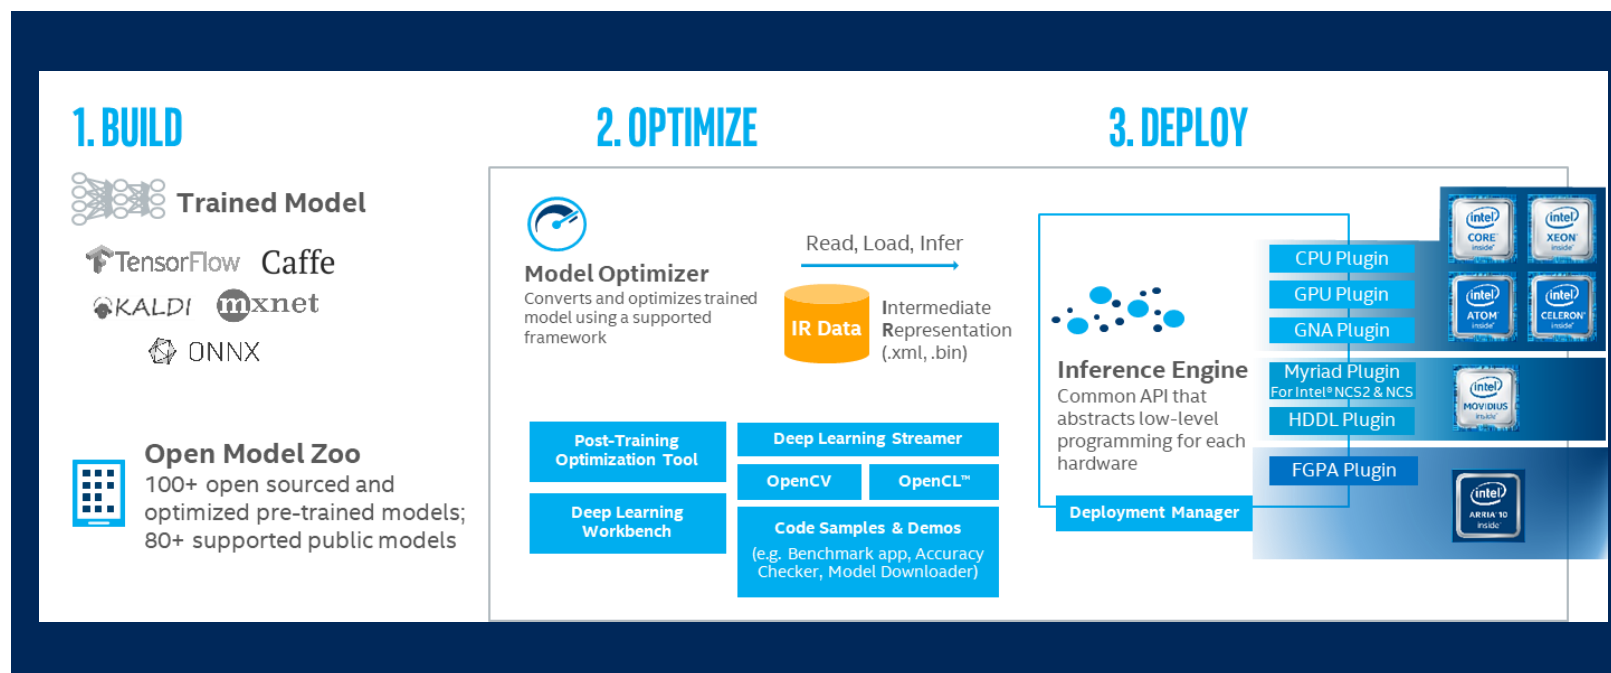 1. BUILD
2. OPTIMIZE
3. DEPLOY
Trained Model
TensorFlow
Caffe
KALDI
mxnet
ONNX
Open Model Zoo
100+ open sourced and
optimized pre-trained models;
80+ supported public models
Model Optimizer
Converts and optimizes trained
model using a supported
framework
Read, Load, Infer
IR Data
Intermediate
Representation
(.xml, .bin)
Post-Training
Optimization Tool
Deep Learning
Workbench
Deep Learning Streamer
OpenCV
OpenCL™
Code Samples & Demos
(e.g. Benchmark app, Accuracy
Checker, Model Downloader)
Inference Engine
Common API that
abstracts low-level
programming for each
hardware
Deployment Manager
CPU Plugin
GPU Plugin
GNA Plugin
Myriad Plugin
For Intel® NCS2 & NCS
HDDL Plugin
FGPA Plugin
intel
CORE™
inside®
intel
XEON®
inside®
intel
ATOM™
inside®
intel
CELERON®
inside®
intel
MOVIDIUS
inside®
intel
ARRIA® 10
inside®